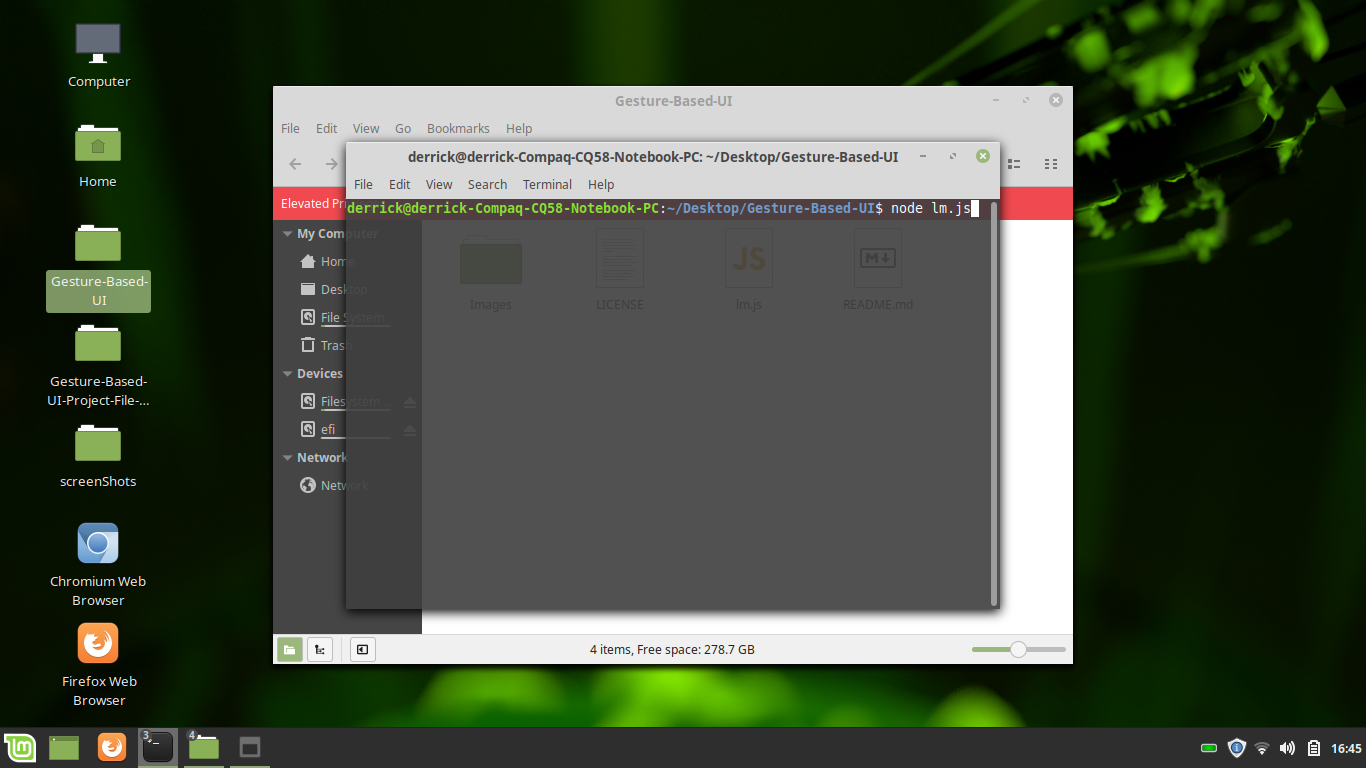 Computer
Home
Gesture-Based-
UI
Gesture-Based-
UI-Project-File-...
screenShots
Chromium Web
Browser
Firefox Web
Browser
Gesture-Based-UI
File Edit View Go Bookmarks Help
derrick@derrick-Compaq-CQ58-Notebook-PC: ~/Desktop/Gesture-Based-UI
File Edit View Search Terminal Help
Elevated
derrick@derrick-Compaq-CQ58-Notebook-PC:~/Desktop/Gesture-Based-UI$ node lm.js
My Computer
Home
Desktop
File System
Trash
Devices
Filesystem
efi
Network
Network
JS
Images LICENSE lm.js README.md
4 items, Free space: 278.7 GB
3
4
16:45